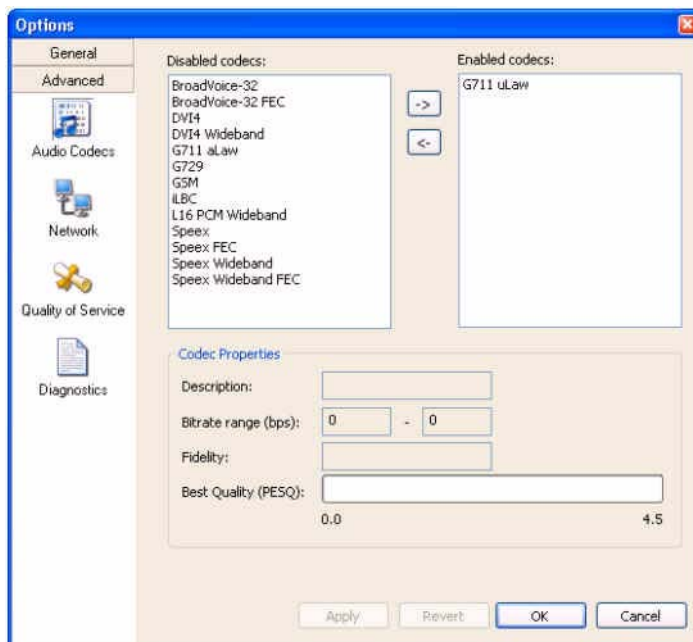 Options
General
Advanced
Audio Codecs
Network
Quality of Service
Diagnostics
Disabled codecs:
BroadVoice-32
BroadVoice-32 FEC
DVI4
DVI4 Wideband
G711 aLaw
G729
GSM
iLBC
L16 PCM Wideband
Speex
Speex FEC
Speex Wideband
Speex Wideband FEC
->
<-
Enabled codecs:
G711 uLaw
Codec Properties
Description:
Bitrate range (bps): 0 - 0
Fidelity:
Best Quality (PESQ):
0.0 4.5
Apply Revert OK Cancel